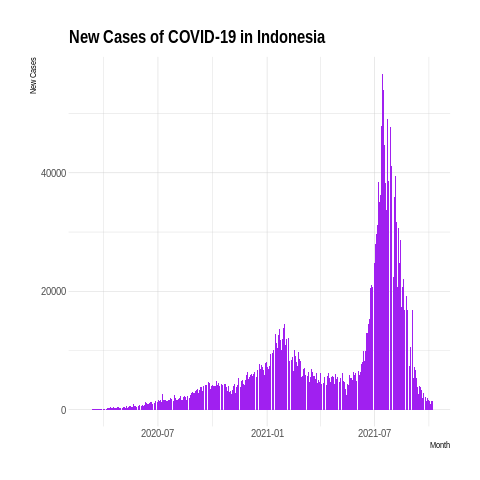 New Cases of COVID-19 in Indonesia
New Cases
40000
20000
0
2020-07
2021-01
2021-07
Month